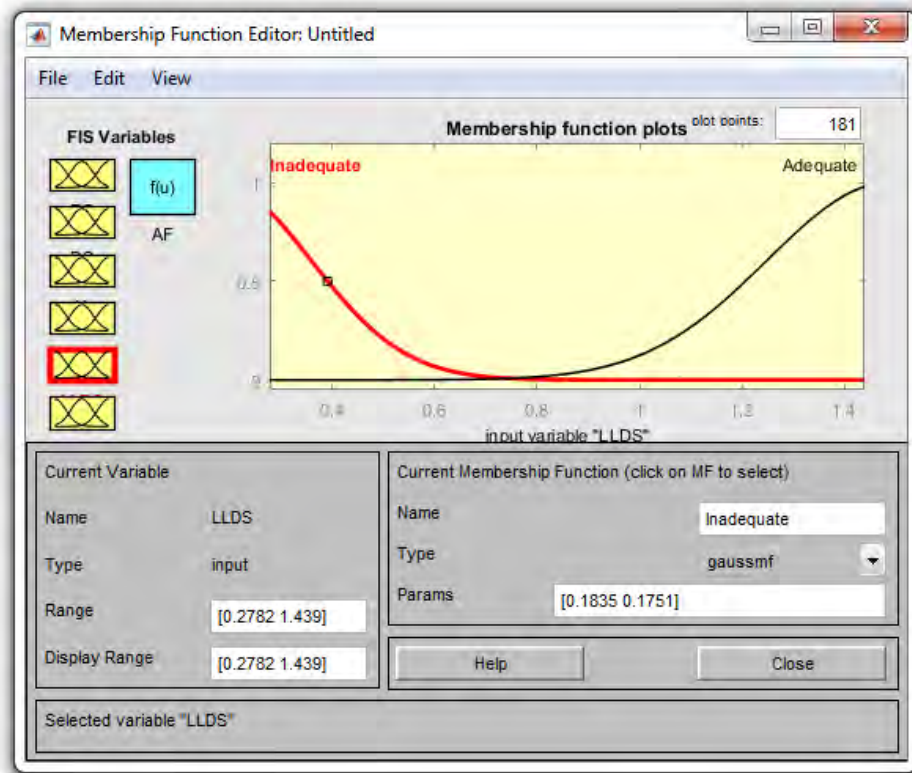 Membership Function Editor: Untitled
File Edit View
FIS Variables
f(u)
AF
Membership function plots
plot points:
181
Inadequate
Adequate
1
0.5
0
0.4 0.6 0.8 1 1.2 1.4
input variable "LLDS"
Current Variable
Name LLDS
Type input
Range [0.2782 1.439]
Display Range [0.2782 1.439]
Current Membership Function (click on MF to select)
Name Inadequate
Type gaussmf
Params [0.1835 0.1751]
Help Close
Selected variable "LLDS"